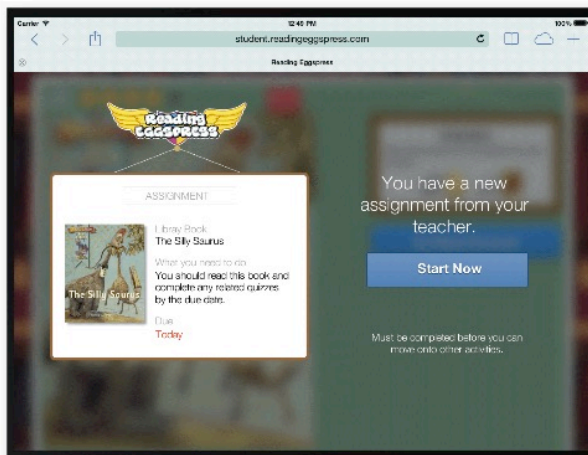 Carrier
12:49 PM
100%
student.readingeggspress.com
Reading Eggspress
Reading
EGGSPRESS
ASSIGNMENT
Libray Book
The Silly Saurus
What you need to do
You should read this book and
complete any related quizzes
by the due date.
Due
Today
The Silly Saurus
You have a new
assignment from your
teacher.
Start Now
Must be completed before you can
move onto other activities.